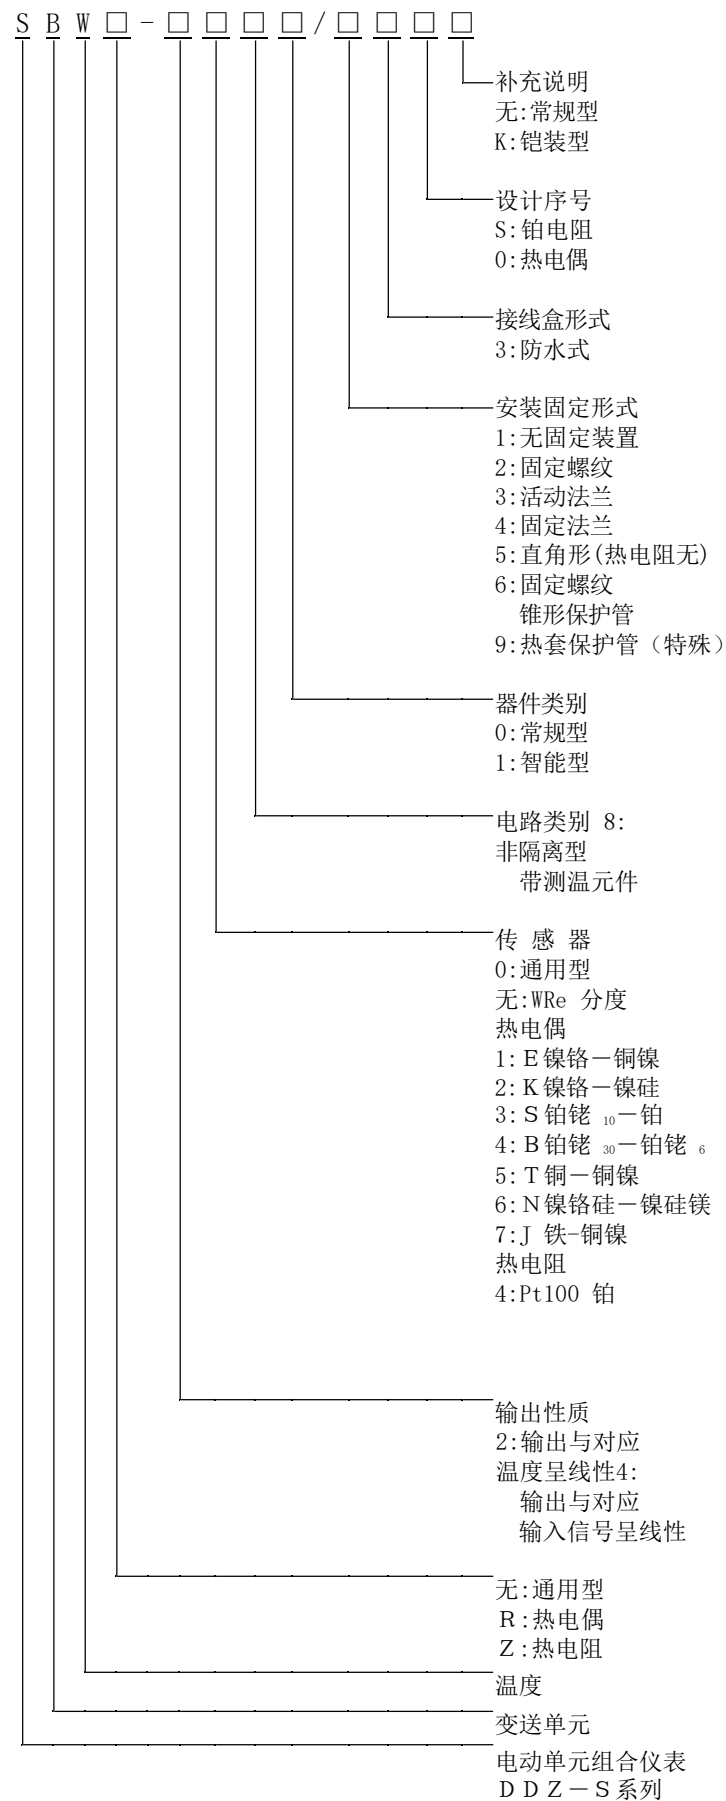 SBW□-□□□□/□□□□
补充说明
无:常规型
K:铠装型
设计序号
S:铂电阻
0:热电偶
接线盒形式
3:防水式
安装固定形式
1:无固定装置
2:固定螺纹
3:活动法兰
4:固定法兰
5:直角形(热电阻无)
6:固定螺纹
锥形保护管
9:热套保护管（特殊）
器件类别
0:常规型
1:智能型
电路类别 8:
非隔离型
带测温元件
传 感 器
0:通用型
无:WRe 分度
热电偶
1:E镍铬－铜镍
2:K镍铬－镍硅
3:S铂铑 10－铂
4:B铂铑 30－铂铑 6
5:T铜－铜镍
6:N镍铬硅－镍硅镁
7:J 铁-铜镍
热电阻
4:Pt100 铂
输出性质
2:输出与对应
温度呈线性4:
输出与对应
输入信号呈线性
无:通用型
R:热电偶
Z:热电阻
温度
变送单元
电动单元组合仪表
ＤＤＺ－Ｓ系列